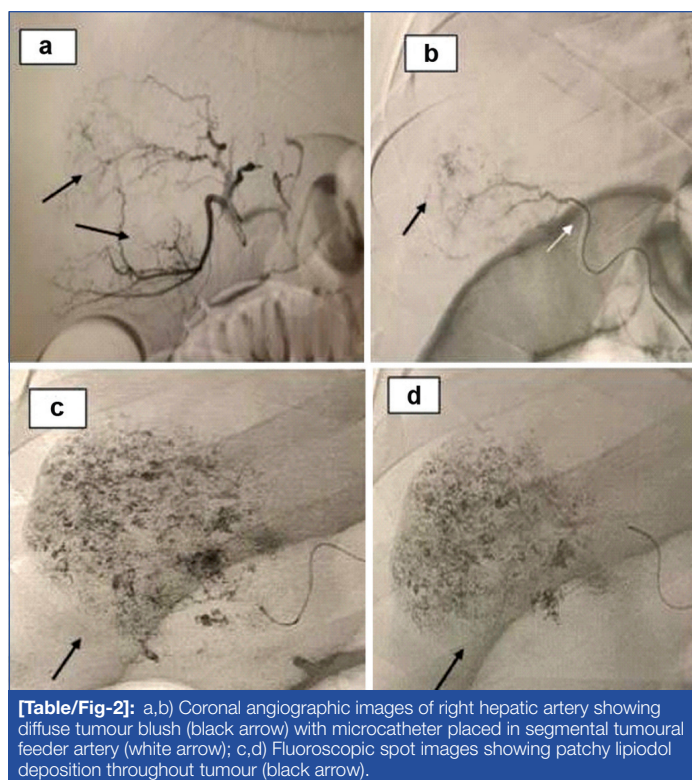 a
b
c
d
[Table/Fig-2]: a,b) Coronal angiographic images of right hepatic artery showing
diffuse tumour blush (black arrow) with microcatheter placed in segmental tumoural
feeder artery (white arrow); c,d) Fluoroscopic spot images showing patchy lipiodol
deposition throughout tumour (black arrow).